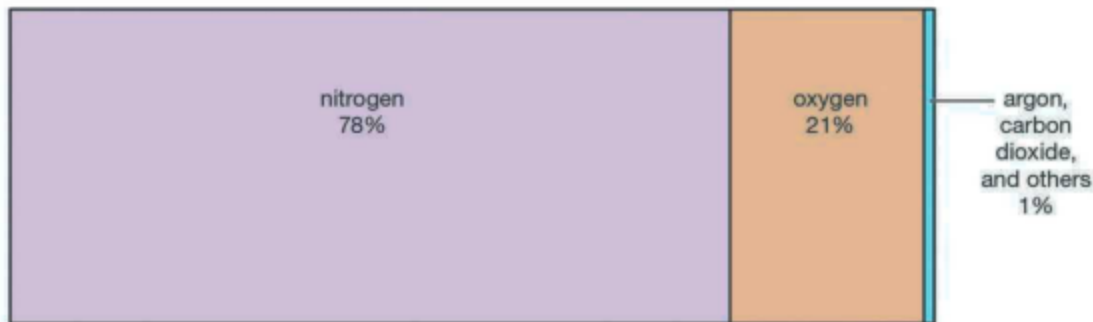 nitrogen
78%
oxygen
21%
argon,
carbon
dioxide,
and others
1%